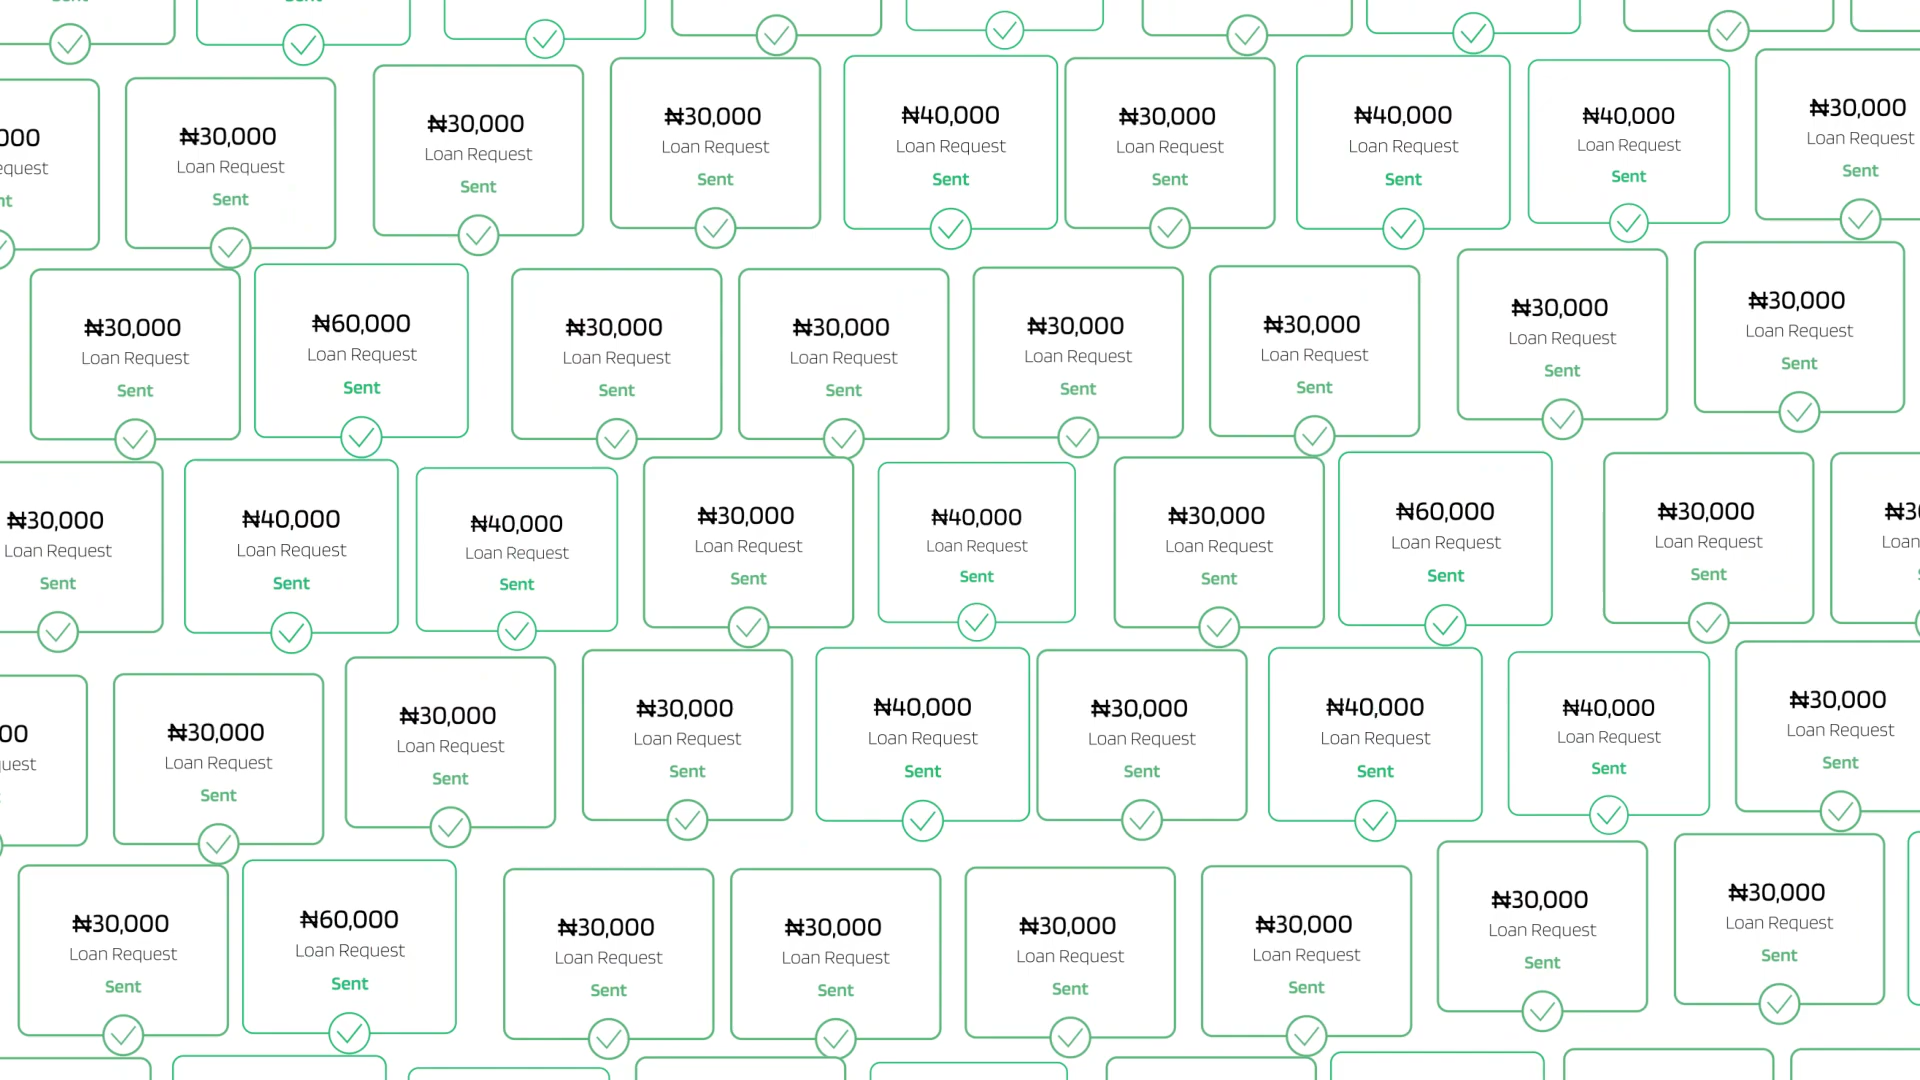 Sent
Sent
000
equest
nt
₦30,000
Loan Request
Sent
₦30,000
Loan Request
Sent
₦30,000
Loan Request
Sent
₦40,000
Loan Request
Sent
₦30,000
Loan Request
Sent
₦40,000
Loan Request
Sent
₦40,000
Loan Request
Sent
₦30,000
Loan Request
Sent
₦30,000
Loan Request
Sent
₦60,000
Loan Request
Sent
₦30,000
Loan Request
Sent
₦30,000
Loan Request
Sent
₦30,000
Loan Request
Sent
₦30,000
Loan Request
Sent
₦30,000
Loan Request
Sent
₦30,000
Loan Request
Sent
₦30,000
Loan Request
Sent
₦40,000
Loan Request
Sent
₦40,000
Loan Request
Sent
₦30,000
Loan Request
Sent
₦40,000
Loan Request
Sent
₦30,000
Loan Request
Sent
₦60,000
Loan Request
Sent
₦30,000
Loan Request
Sent
₦30
Loan
00
uest
₦30,000
Loan Request
Sent
₦30,000
Loan Request
Sent
₦30,000
Loan Request
Sent
₦40,000
Loan Request
Sent
₦30,000
Loan Request
Sent
₦40,000
Loan Request
Sent
₦40,000
Loan Request
Sent
₦30,000
Loan Request
Sent
₦30,000
Loan Request
Sent
₦60,000
Loan Request
Sent
₦30,000
Loan Request
Sent
₦30,000
Loan Request
Sent
₦30,000
Loan Request
Sent
₦30,000
Loan Request
Sent
₦30,000
Loan Request
Sent
₦30,000
Loan Request
Sent